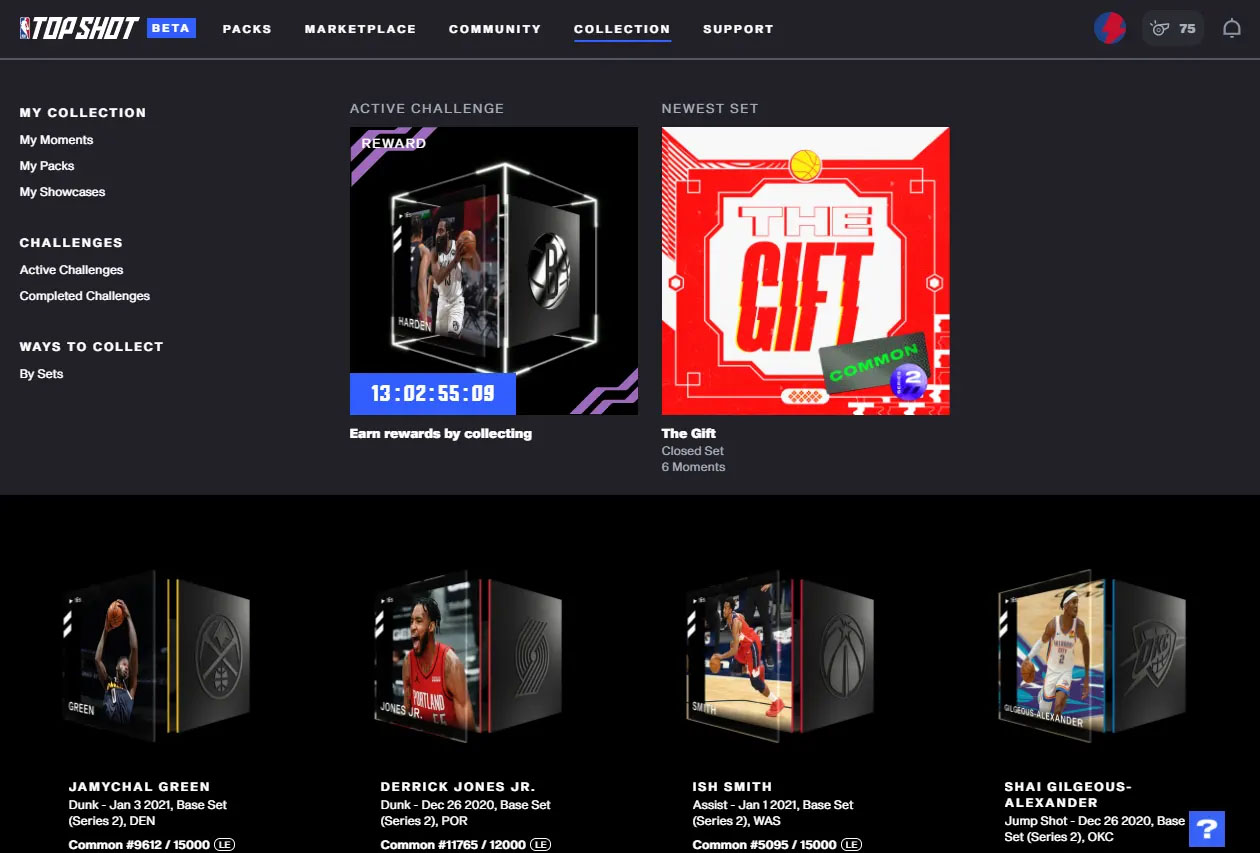 TOP SHOT BETA PACKS MARKETPLACE COMMUNITY COLLECTION SUPPORT 75
MY COLLECTION
My Moments
My Packs
My Showcases
CHALLENGES
Active Challenges
Completed Challenges
WAYS TO COLLECT
By Sets
ACTIVE CHALLENGE
REWARD
HARDEN
B
13:02:55:09
Earn rewards by collecting
NEWEST SET
THE
GIFT
COMMON
SERIES 2
The Gift
Closed Set
6 Moments
GREEN
JAMYCHAL GREEN
Dunk - Jan 3 2021, Base Set
(Series 2), DEN
Common #9612 / 15000 LE
PORTLAND
JONES JR.
DERRICK JONES JR.
Dunk - Dec 26 2020, Base Set
(Series 2), POR
Common #11765 / 12000 LE
SMITH
ISH SMITH
Assist - Jan 1 2021, Base Set
(Series 2), WAS
Common #5095 / 15000 LE
OKC
GILGEOUS-ALEXANDER
SHAI GILGEOUS-
ALEXANDER
Jump Shot - Dec 26 2020, Base
Set (Series 2), OKC
?